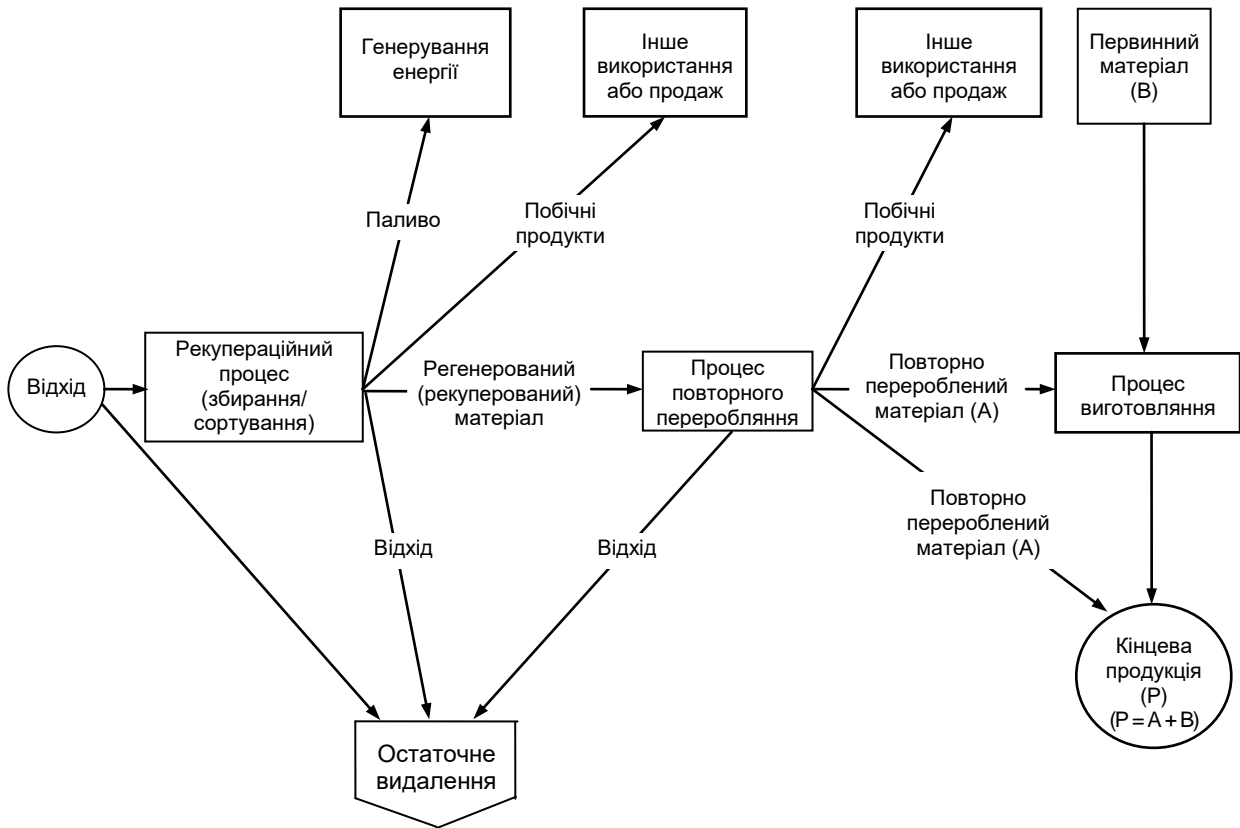 Генерування
енергії
Інше
використання
або продаж
Інше
використання
або продаж
Первинний
матеріал
(B)
Паливо
Побічні
продукти
Побічні
продукти
Відхід
Рекупераційний
процес
(збирання/
сортування)
Регенерований
(рекуперований)
матеріал
Процес
повторного
переробляння
Повторно
перероблений
матеріал (A)
Процес
виготовляння
Повторно
перероблений
матеріал (A)
Відхід
Відхід
Остаточне
видалення
Кінцева
продукція
(P)
(P = A + B)